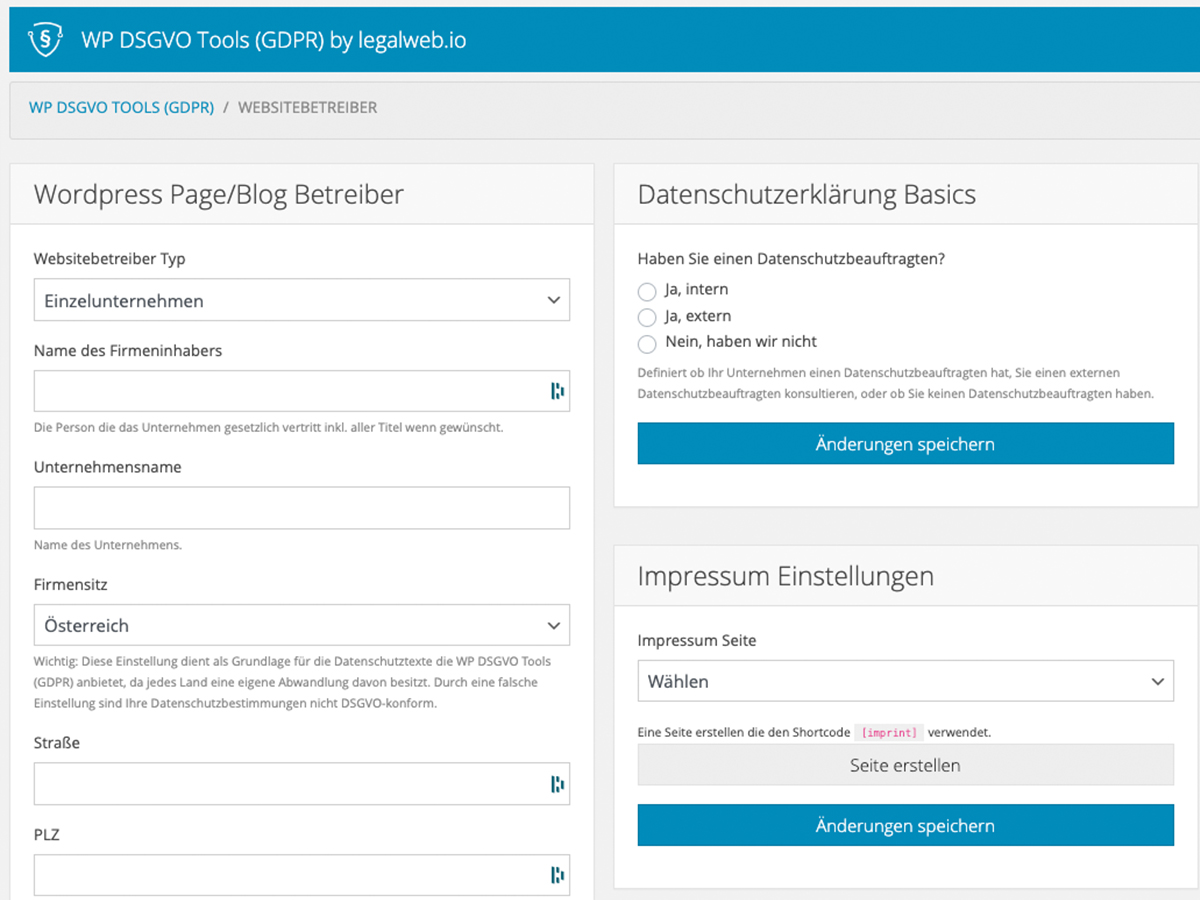 §
WP DSGVO Tools (GDPR) by legalweb.io
WP DSGVO TOOLS (GDPR) / WEBSITEBETREIBER
Wordpress Page/Blog Betreiber
Websitebetreiber Typ
Einzelunternehmen
Name des Firmeninhabers
Die Person die das Unternehmen gesetzlich vertritt inkl. aller Titel wenn gewünscht.
Unternehmensname
Name des Unternehmens.
Firmensitz
Österreich
Wichtig: Diese Einstellung dient als Grundlage für die Datenschutztexte die WP DSGVO Tools
(GDPR) anbietet, da jedes Land eine eigene Abwandlung davon besitzt. Durch eine falsche
Einstellung sind Ihre Datenschutzbestimmungen nicht DSGVO-konform.
Straße
PLZ
Datenschutzerklärung Basics
Haben Sie einen Datenschutzbeauftragten?
Ja, intern
Ja, extern
Nein, haben wir nicht
Definiert ob Ihr Unternehmen einen Datenschutzbeauftragten hat, Sie einen externen
Datenschutzbeauftragten konsultieren, oder ob Sie keinen Datenschutzbeauftragten haben.
Änderungen speichern
Impressum Einstellungen
Impressum Seite
Wählen
Eine Seite erstellen die den Shortcode [imprint] verwendet.
Seite erstellen
Änderungen speichern